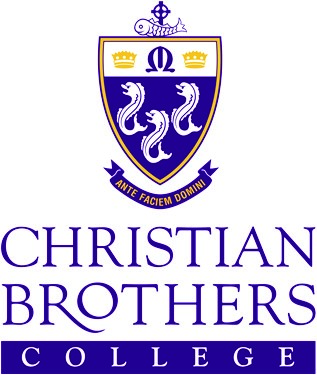 M
ANTE FACIEM DOMINI
CHRISTIAN
BROTHERS
COLLEGE